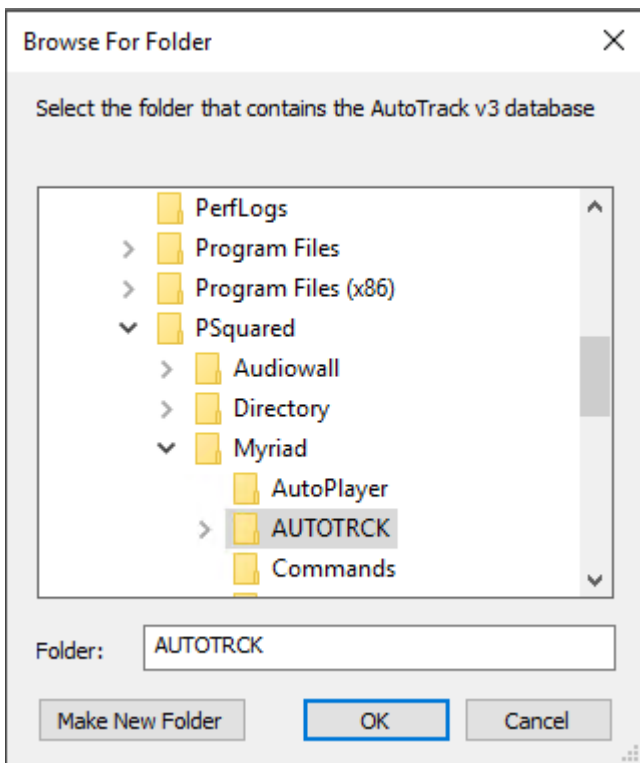 Browse For Folder
Select the folder that contains the AutoTrack v3 database
PerfLogs
Program Files
Program Files (x86)
PSquared
Audiowall
Directory
Myriad
AutoPlayer
AUTOTRCK
Commands
Folder: AUTOTRCK
Make New Folder OK Cancel